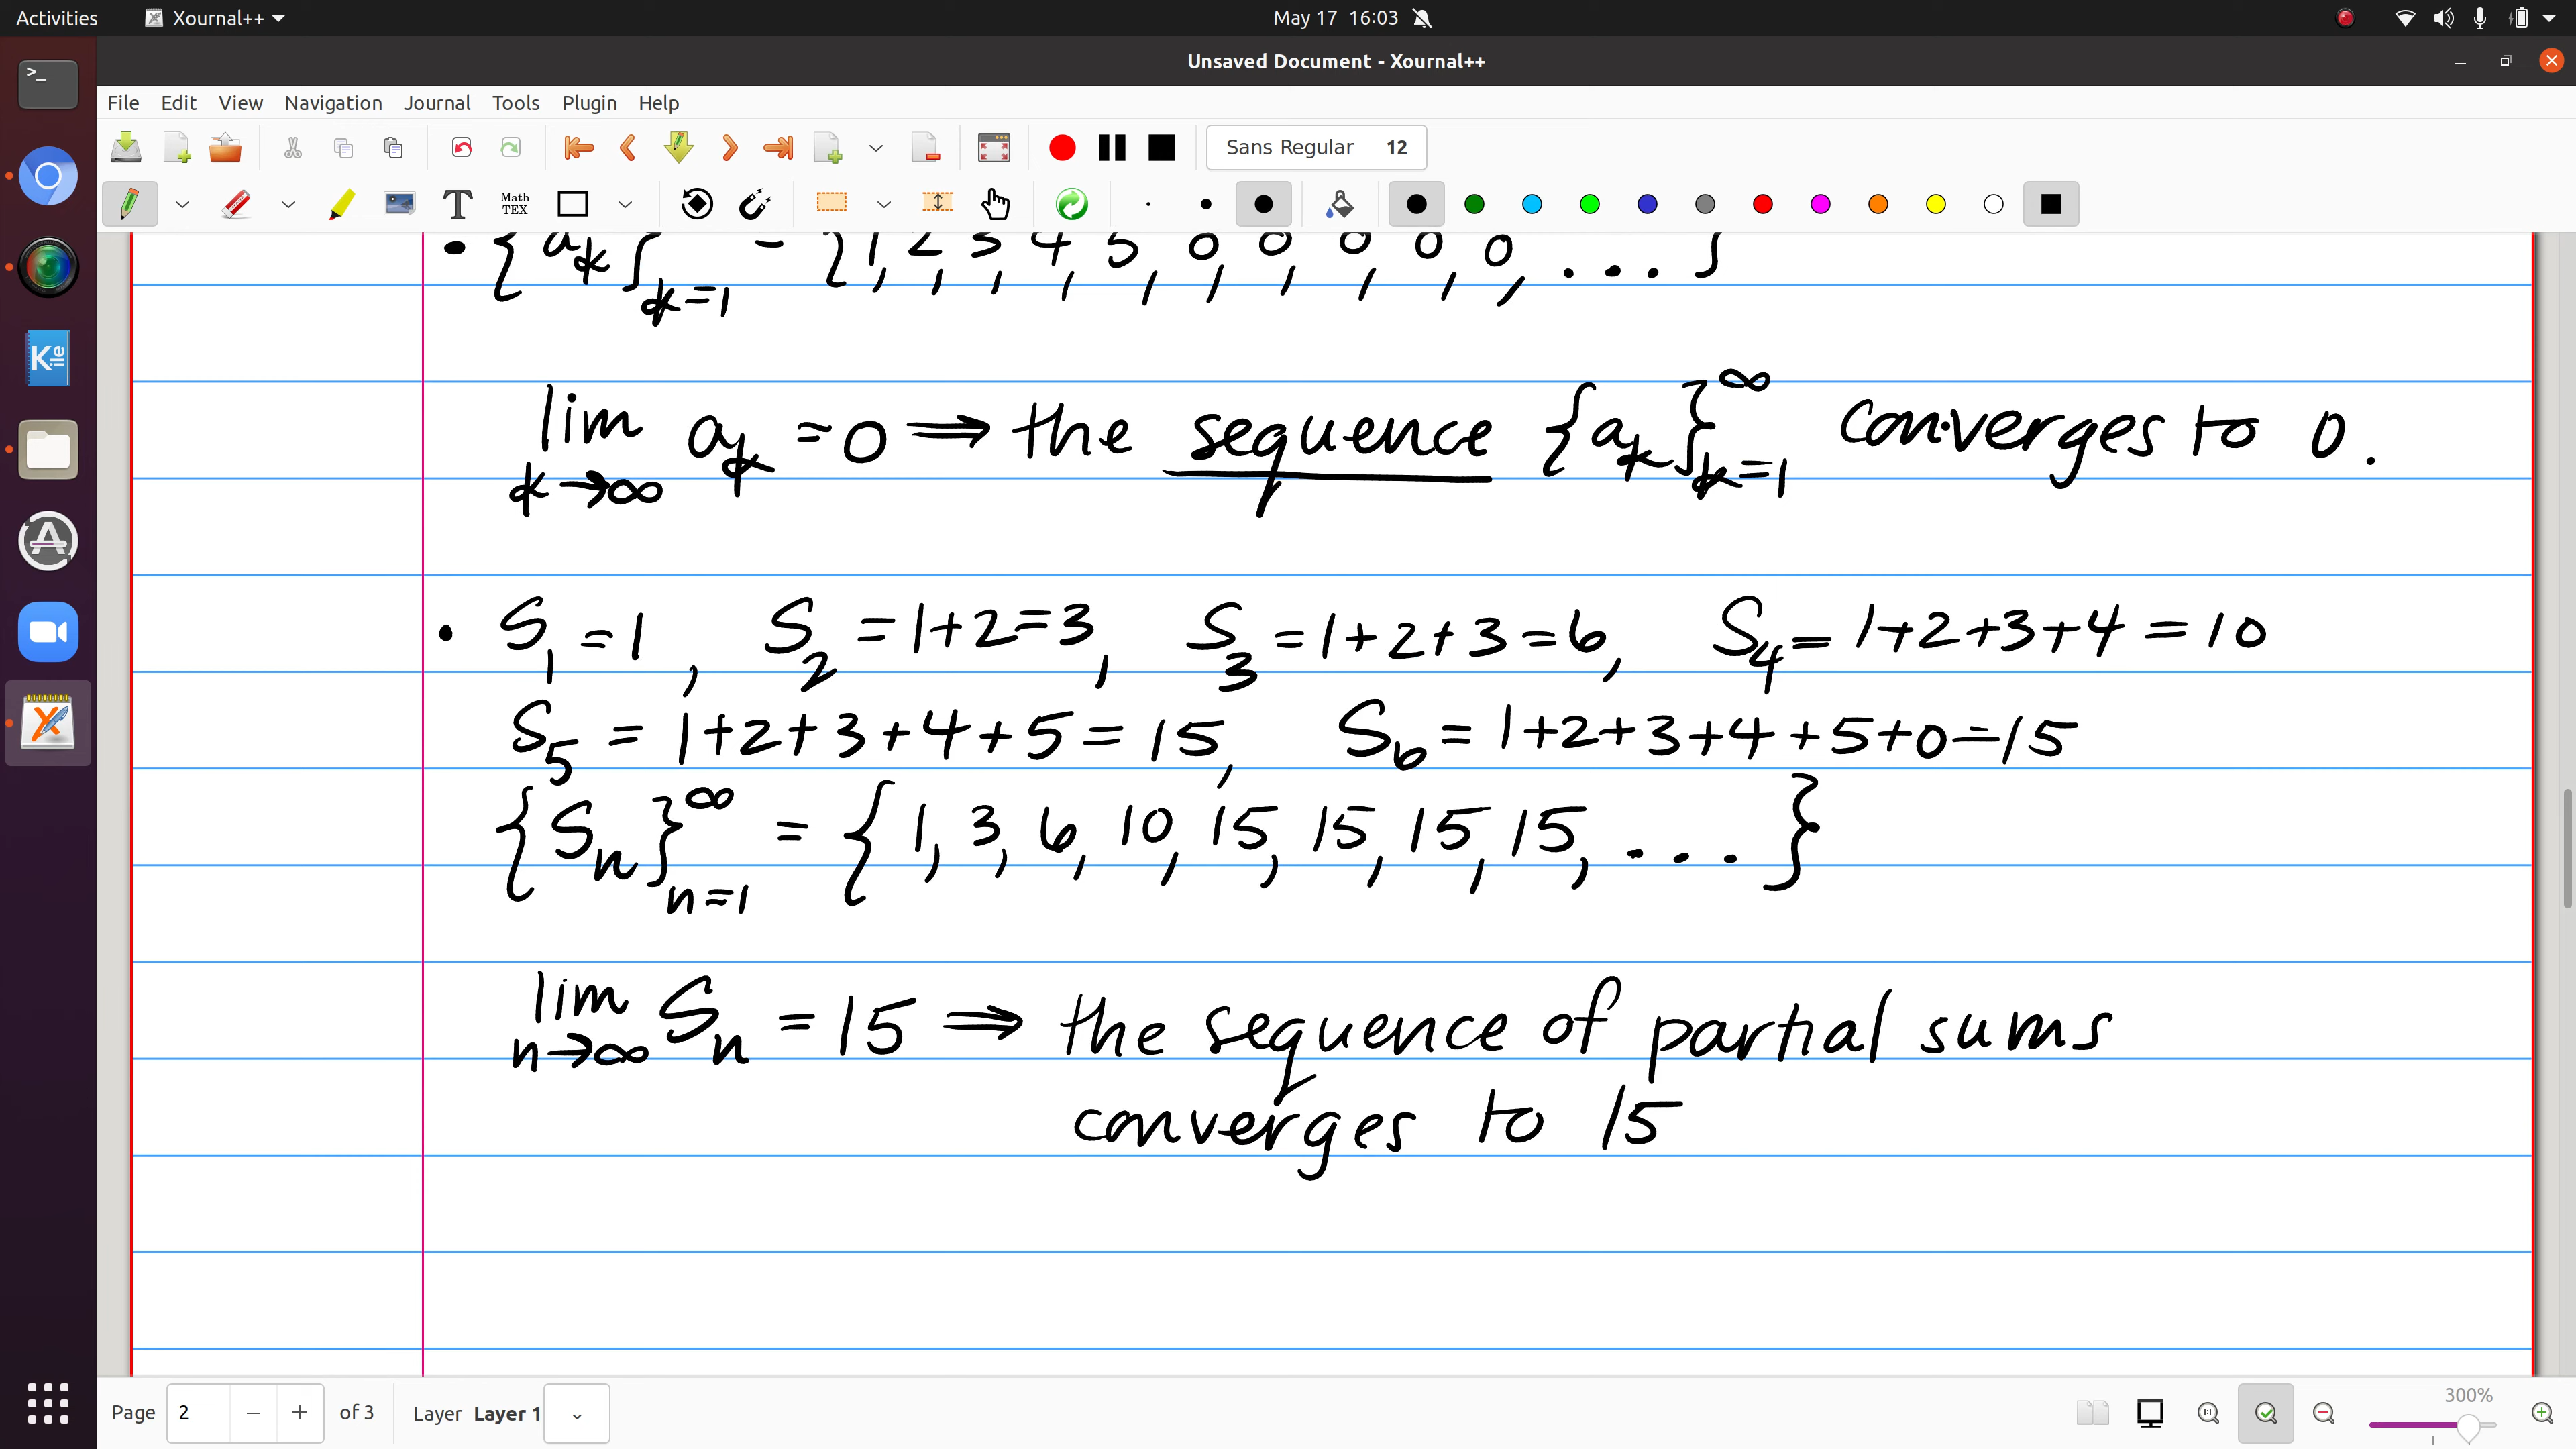 Activities Xournal++ May 17 16:03
Unsaved Document - Xournal++
File Edit View Navigation Journal Tools Plugin Help
Sans Regular 12
T Math TEX
• {a_k}_{k=1} = {1, 2, 3, 4, 5, 0, 0, 0, 0, 0, ...}
lim_{k→∞} a_k = 0 ⟹ the sequence {a_k}_{k=1}^∞ converges to 0.
• S_1 = 1, S_2 = 1+2=3, S_3 = 1+2+3=6, S_4 = 1+2+3+4=10
S_5 = 1+2+3+4+5=15, S_6 = 1+2+3+4+5+0=15
{S_n}_{n=1}^∞ = {1, 3, 6, 10, 15, 15, 15, 15, ...}
lim_{n→∞} S_n = 15 ⟹ the sequence of partial sums
converges to 15
Page 2 − + of 3 Layer Layer 1 300%
Kile